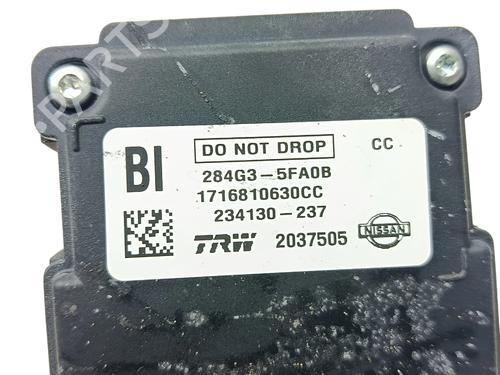 BI
DO NOT DROP
CC
284G3-5FA0B
1716810630CC
234130-237
TRW 2037505 NISSAN